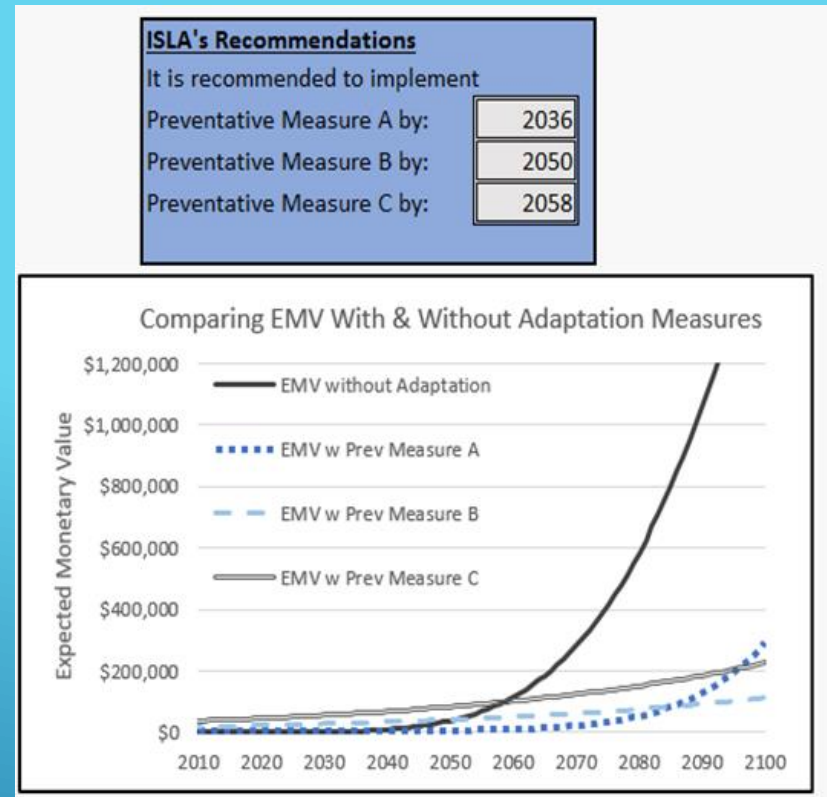 ISLA's Recommendations
It is recommended to implement
Preventative Measure A by: 2036
Preventative Measure B by: 2050
Preventative Measure C by: 2058
Comparing EMV With & Without Adaptation Measures
Expected Monetary Value
$1,200,000
$1,000,000
$800,000
$600,000
$400,000
$200,000
$0
EMV without Adaptation
EMV w Prev Measure A
EMV w Prev Measure B
EMV w Prev Measure C
2010 2020 2030 2040 2050 2060 2070 2080 2090 2100